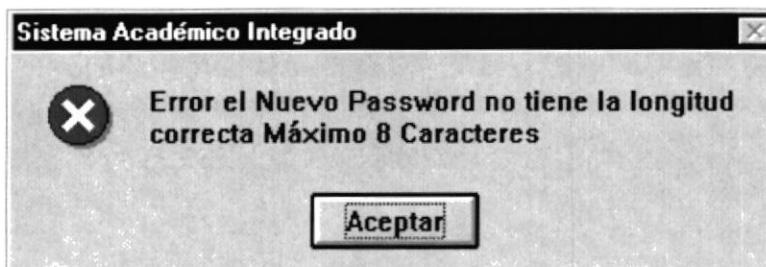 Sistema Académico Integrado
Error el Nuevo Password no tiene la longitud
correcta Máximo 8 Caracteres
Aceptar